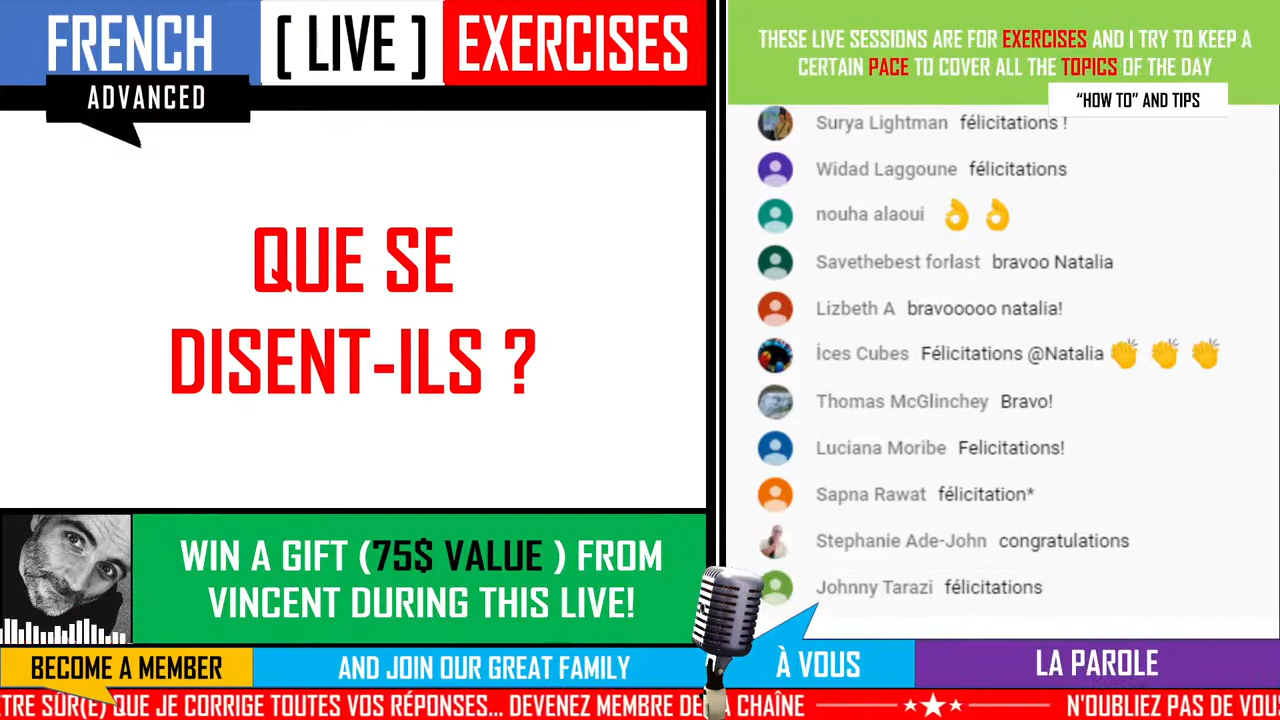 FRENCH [ LIVE ] EXERCISES
ADVANCED
QUE SE
DISENT-ILS ?
WIN A GIFT (75$ VALUE ) FROM
VINCENT DURING THIS LIVE!
THESE LIVE SESSIONS ARE FOR EXERCISES AND I TRY TO KEEP A
CERTAIN PACE TO COVER ALL THE TOPICS OF THE DAY
“HOW TO” AND TIPS
Surya Lightman félicitations !
Widad Laggoune félicitations
nouha alaoui 👌 👌
Savethebest forlast bravoo Natalia
Lizbeth A bravooooo natalia!
İces Cubes Félicitations @Natalia 👏 👏 👏
Thomas McGlinchey Bravo!
Luciana Moribe Felicitations!
Sapna Rawat félicitation*
Stephanie Ade-John congratulations
Johnny Tarazi félicitations
BECOME A MEMBER AND JOIN OUR GREAT FAMILY À VOUS LA PAROLE
ETRE SÛR(E) QUE JE CORRIGE TOUTES VOS RÉPONSES... DEVENEZ MEMBRE DE LA CHAÎNE N'OUBLIEZ PAS DE VOUS